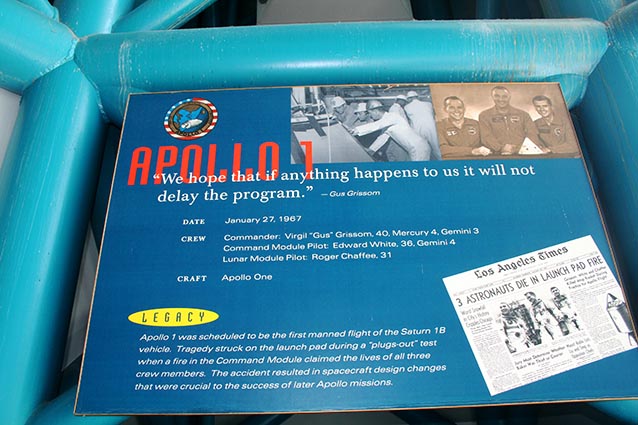 APOLLO 1
“We hope that if anything happens to us it will not
delay the program.” – Gus Grissom
DATE January 27, 1967
CREW Commander: Virgil "Gus" Grissom, 40, Mercury 4, Gemini 3
Command Module Pilot: Edward White, 36, Gemini 4
Lunar Module Pilot: Roger Chaffee, 31
CRAFT Apollo One
LEGACY
Apollo 1 was scheduled to be the first manned flight of the Saturn 1B
vehicle. Tragedy struck on the launch pad during a "plugs-out" test
when a fire in the Command Module claimed the lives of all three
crew members. The accident resulted in spacecraft design changes
that were crucial to the success of later Apollo missions.
Los Angeles Times
3 ASTRONAUTS DIE IN LAUNCH PAD FIRE